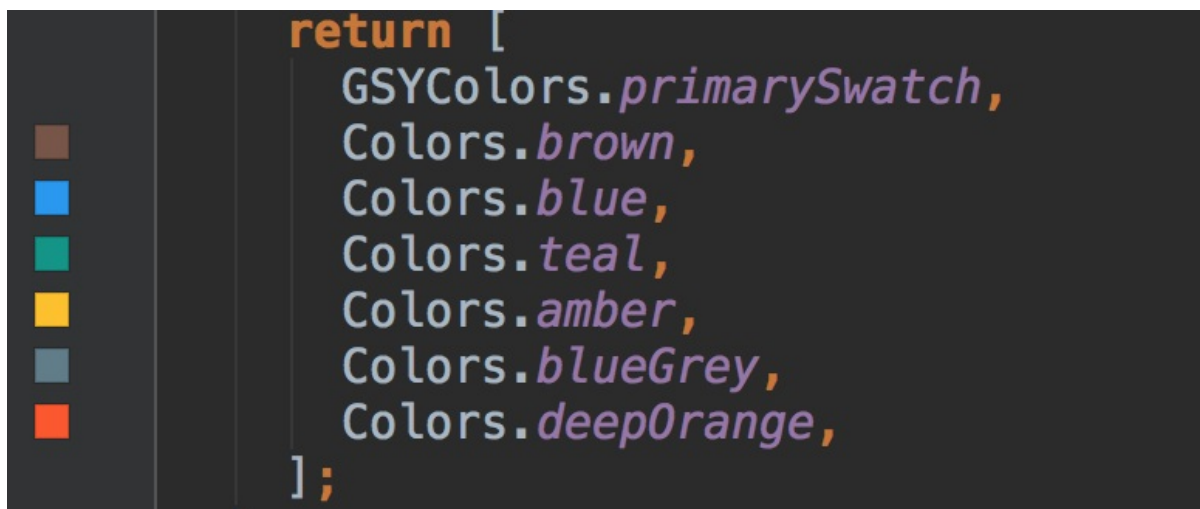 return [
GSYColors.primarySwatch,
Colors.brown,
Colors.blue,
Colors.teal,
Colors.amber,
Colors.blueGrey,
Colors.deepOrange,
];